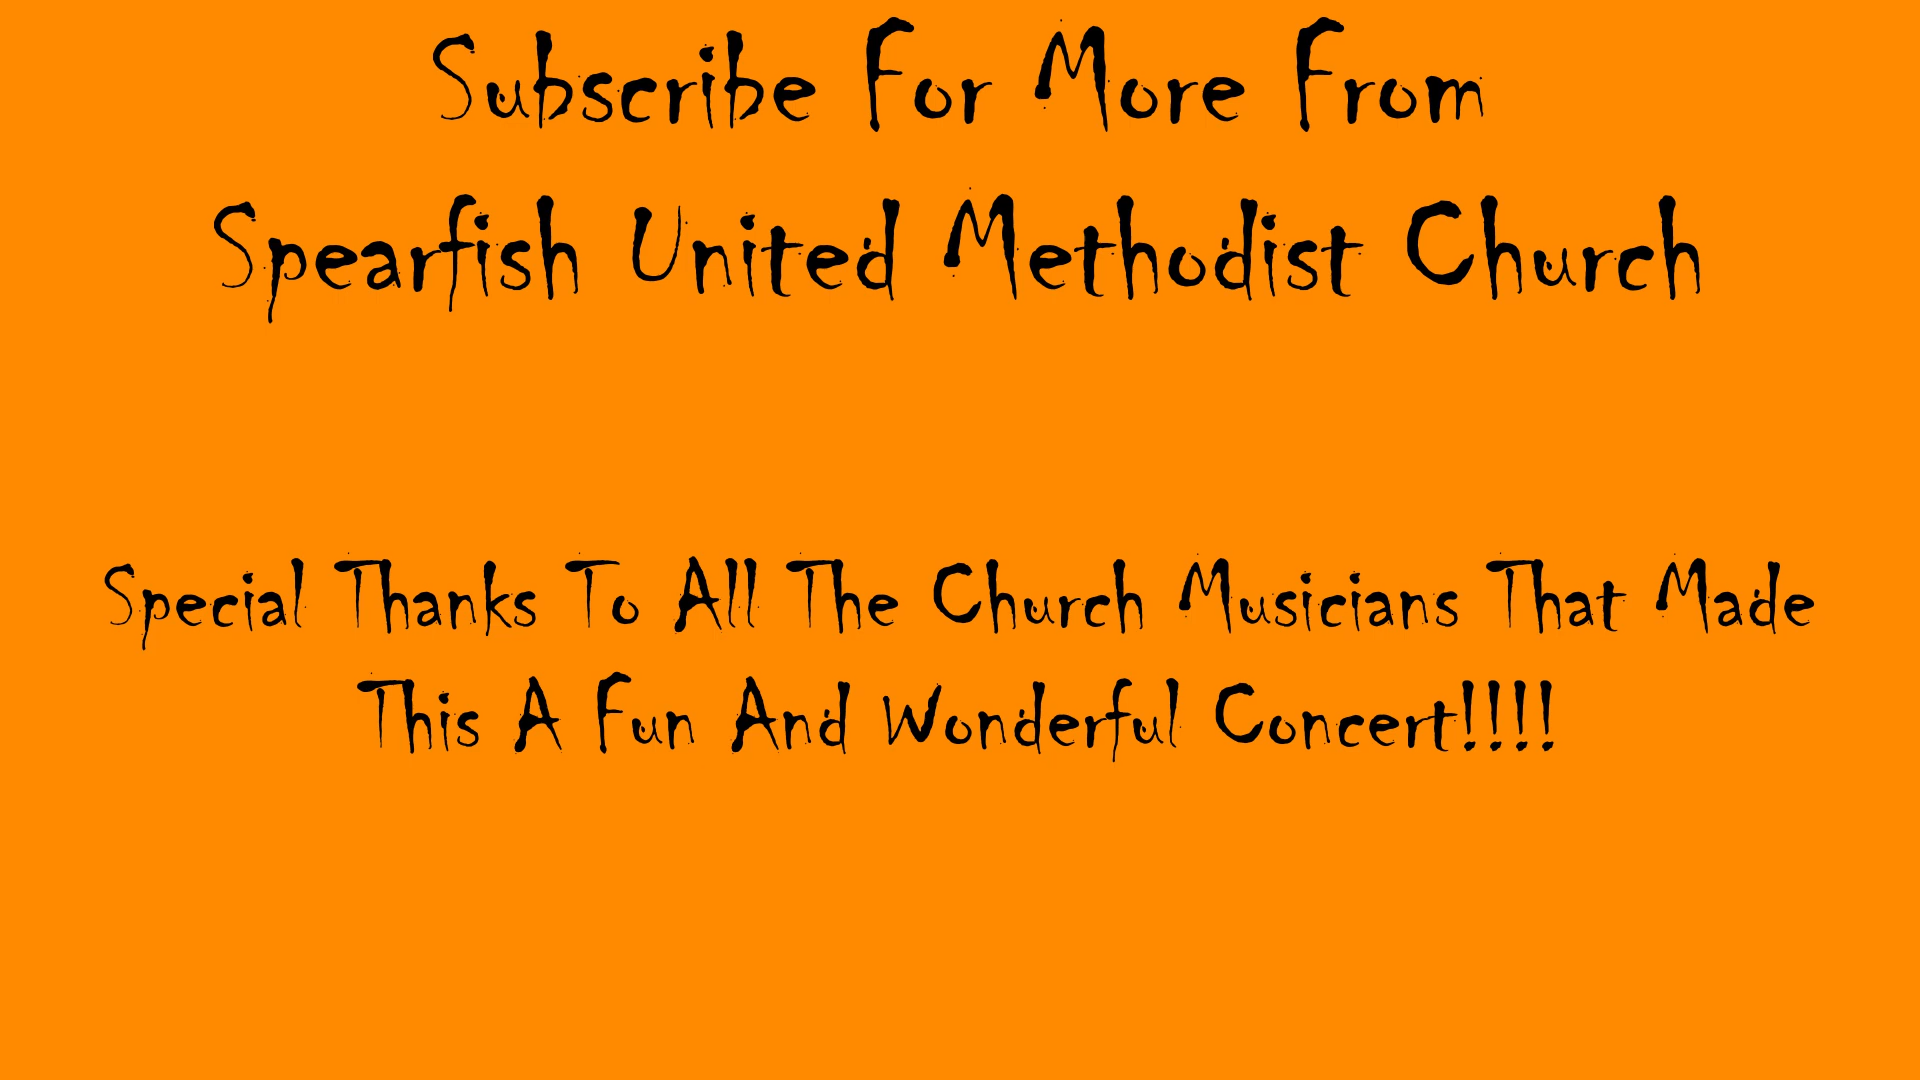 Subscribe For More From
Spearfish United Methodist Church
Special Thanks To All The Church Musicians That Made
This A Fun And Wonderful Concert!!!!